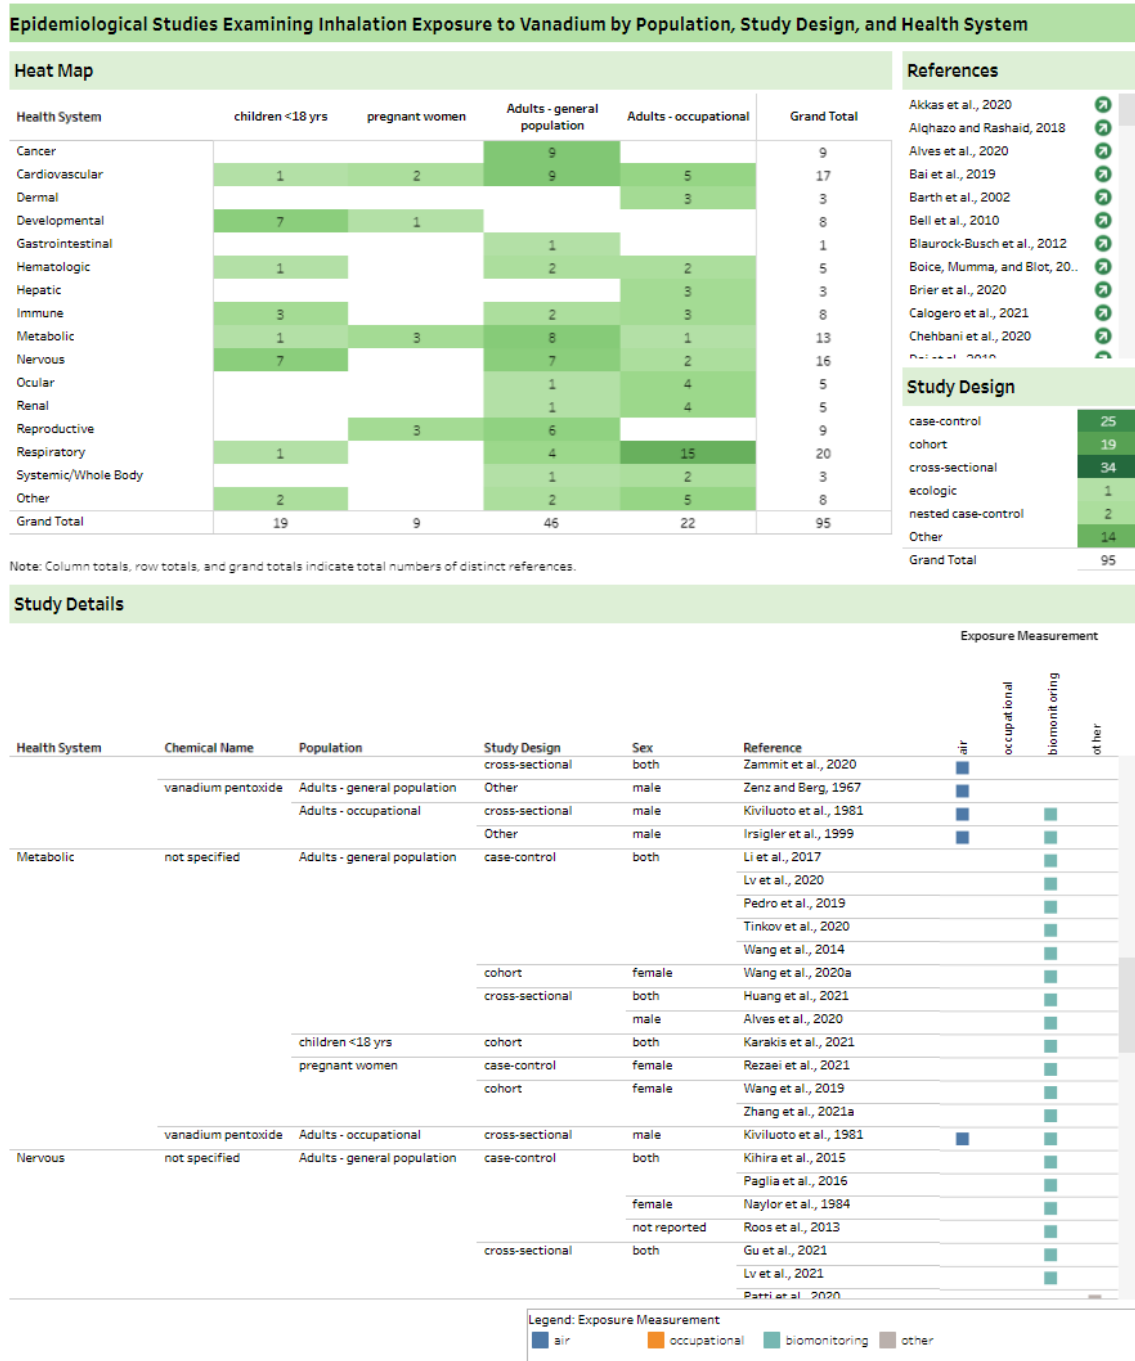 Epidemiological Studies Examining Inhalation Exposure to Vanadium by Population, Study Design, and Health System
Heat Map
Health System children <18 yrs pregnant women Adults - general population Adults - occupational Grand Total
Cancer 9 9
Cardiovascular 1 2 9 5 17
Dermal 3 3
Developmental 7 1 8
Gastrointestinal 1 1
Hematologic 1 2 2 5
Hepatic 3 3
Immune 3 2 3 8
Metabolic 1 3 8 1 13
Nervous 7 7 2 16
Ocular 1 4 5
Renal 1 4 5
Reproductive 3 6 9
Respiratory 1 4 15 20
Systemic/Whole Body 1 2 3
Other 2 2 5 8
Grand Total 19 9 46 22 95
Note: Column totals, row totals, and grand totals indicate total numbers of distinct references.
References
Akkas et al., 2020
Alqhazo and Rashaid, 2018
Alves et al., 2020
Bai et al., 2019
Barth et al., 2002
Bell et al., 2010
Blaurock-Busch et al., 2012
Boice, Mumma, and Blot, 20..
Brier et al., 2020
Calogero et al., 2021
Chehbani et al., 2020
Study Design
case-control 25
cohort 19
cross-sectional 34
ecologic 1
nested case-control 2
Other 14
Grand Total 95
Study Details
Exposure Measurement
Health System Chemical Name Population Study Design Sex Reference air occupational biomonitoring other
cross-sectional both Zammit et al., 2020
vanadium pentoxide Adults - general population Other male Zenz and Berg, 1967
Adults - occupational cross-sectional male Kiviluoto et al., 1981
Other male Irsigler et al., 1999
Metabolic not specified Adults - general population case-control both Li et al., 2017
Lv et al., 2020
Pedro et al., 2019
Tinkov et al., 2020
Wang et al., 2014
cohort female Wang et al., 2020a
cross-sectional both Huang et al., 2021
male Alves et al., 2020
children <18 yrs cohort both Karakis et al., 2021
pregnant women case-control female Rezaei et al., 2021
cohort female Wang et al., 2019
Zhang et al., 2021a
vanadium pentoxide Adults - occupational cross-sectional male Kiviluoto et al., 1981
Nervous not specified Adults - general population case-control both Kihira et al., 2015
Paglia et al., 2016
female Naylor et al., 1984
not reported Roos et al., 2013
cross-sectional both Gu et al., 2021
Lv et al., 2021
Patti et al., 2020
Legend: Exposure Measurement
air occupational biomonitoring other